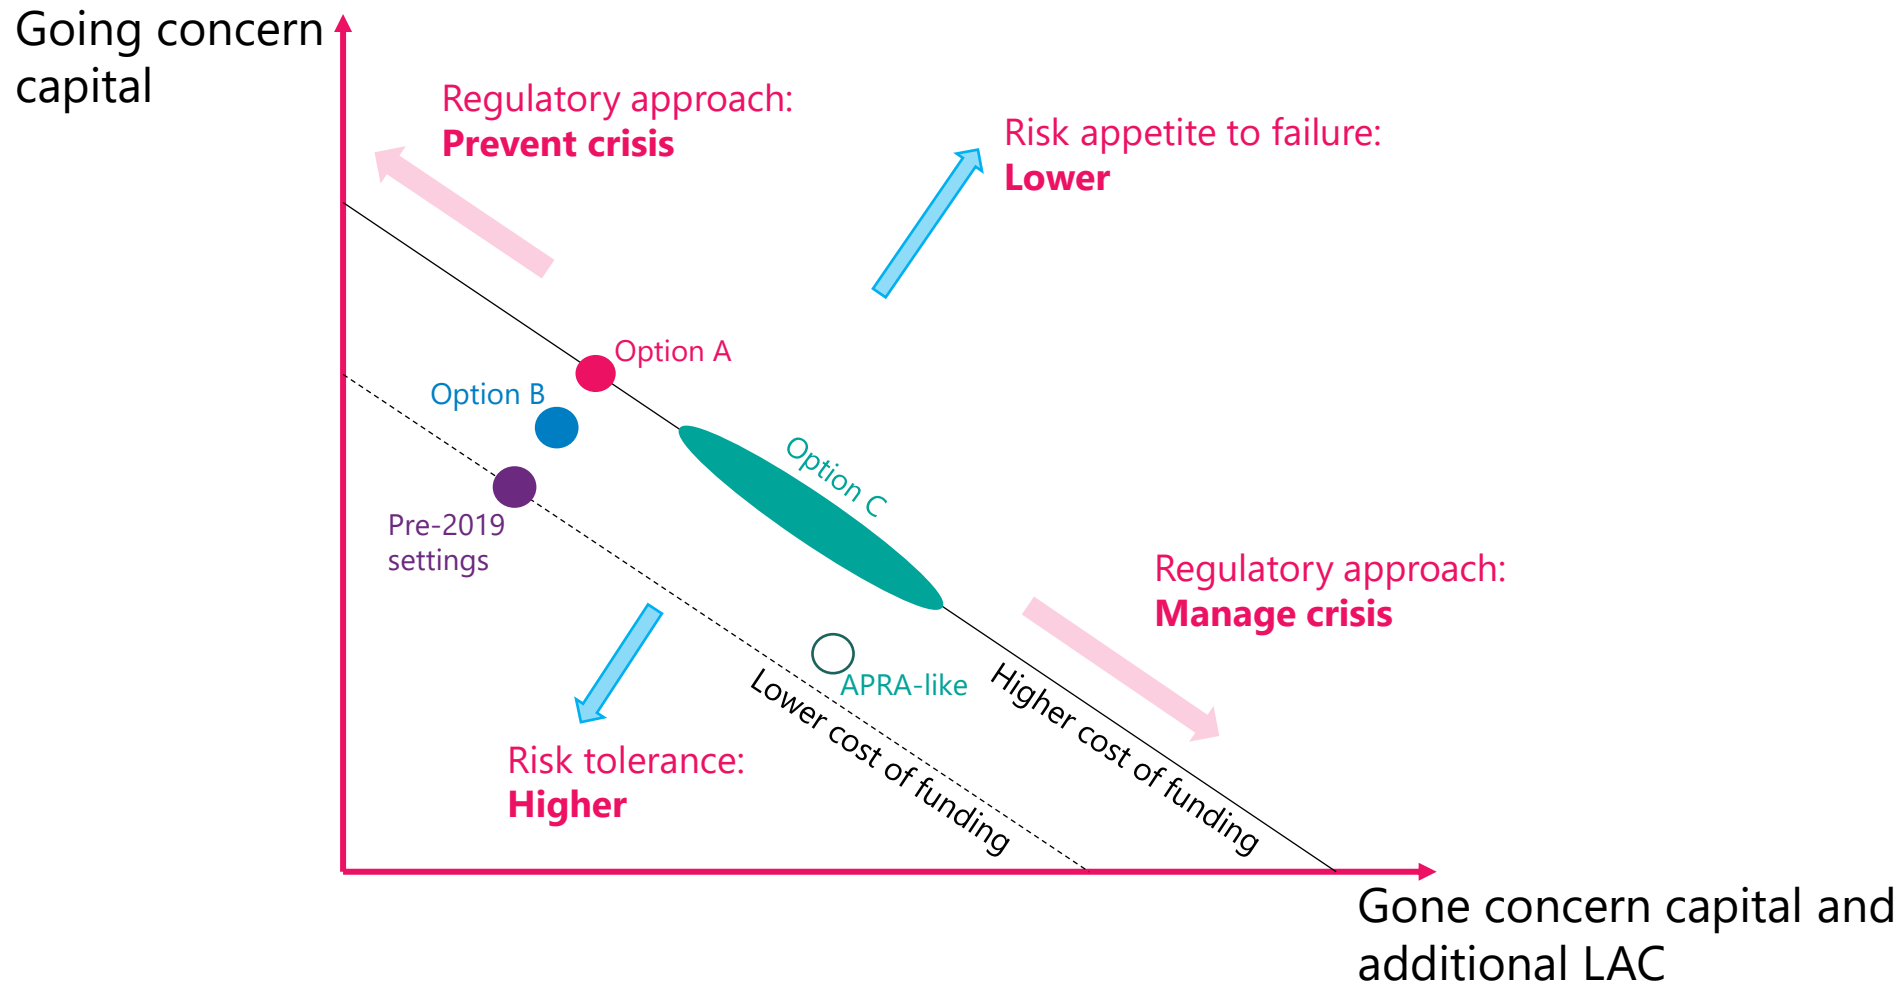 Going concern
capital
Regulatory approach:
Prevent crisis
Risk appetite to failure:
Lower
Option A
Option B
Option C
Pre-2019
settings
Regulatory approach:
Manage crisis
APRA-like
Lower cost of funding
Higher cost of funding
Risk tolerance:
Higher
Gone concern capital and
additional LAC